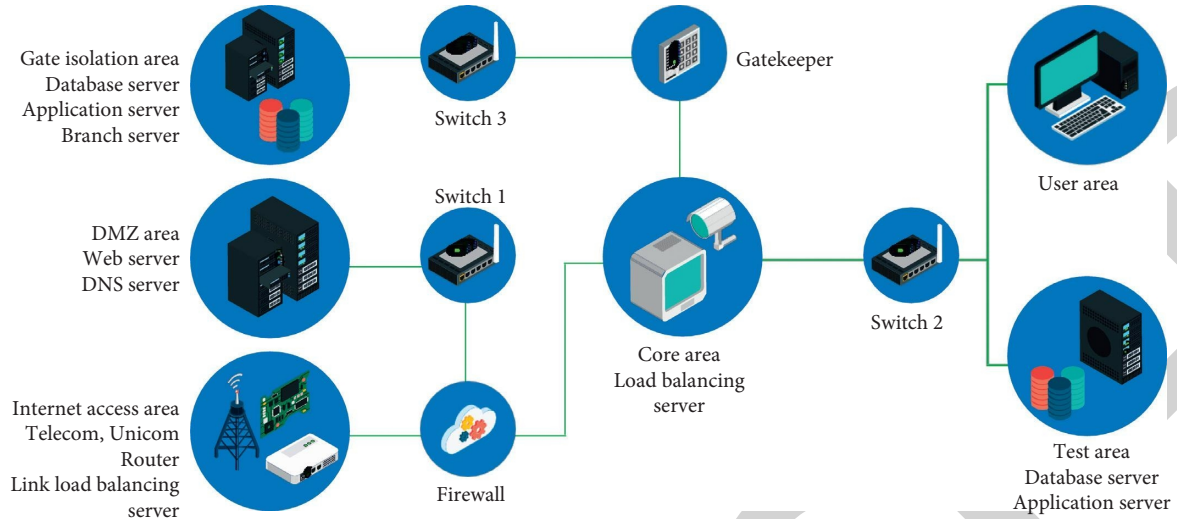 Gate isolation area
Database server
Application server
Branch server
Switch 3
Gatekeeper
User area
DMZ area
Web server
DNS server
Switch 1
Core area
Load balancing
server
Switch 2
Internet access area
Telecom, Unicom
Router
Link load balancing
server
Firewall
Test area
Database server
Application server